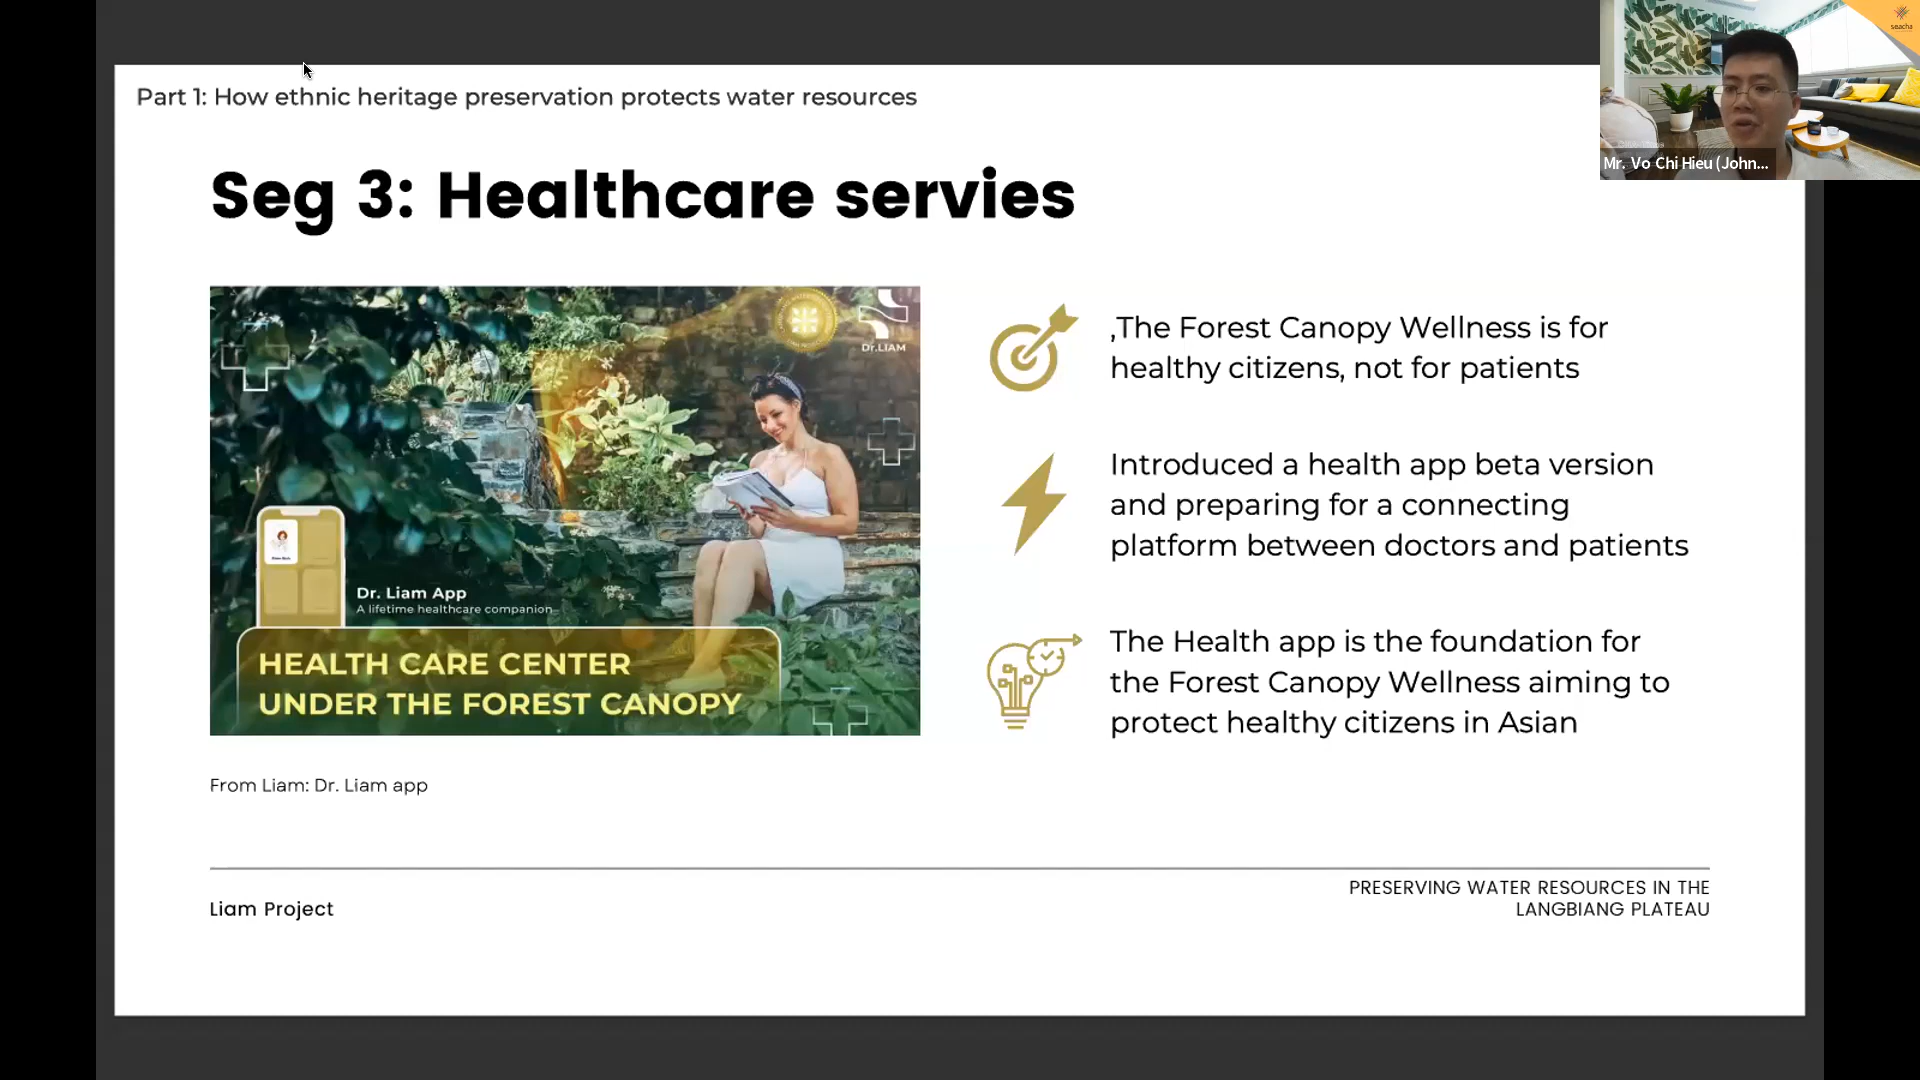 Part 1: How ethnic heritage preservation protects water resources
seacha
Mr. Vo Chi Hieu (John...
Seg 3: Healthcare servies
Dr.LIAM
,The Forest Canopy Wellness is for
healthy citizens, not for patients
Introduced a health app beta version
and preparing for a connecting
platform between doctors and patients
Dr. Liam App
A lifetime healthcare companion
HEALTH CARE CENTER
UNDER THE FOREST CANOPY
The Health app is the foundation for
the Forest Canopy Wellness aiming to
protect healthy citizens in Asian
From Liam: Dr. Liam app
Liam Project
PRESERVING WATER RESOURCES IN THE
LANGBIANG PLATEAU